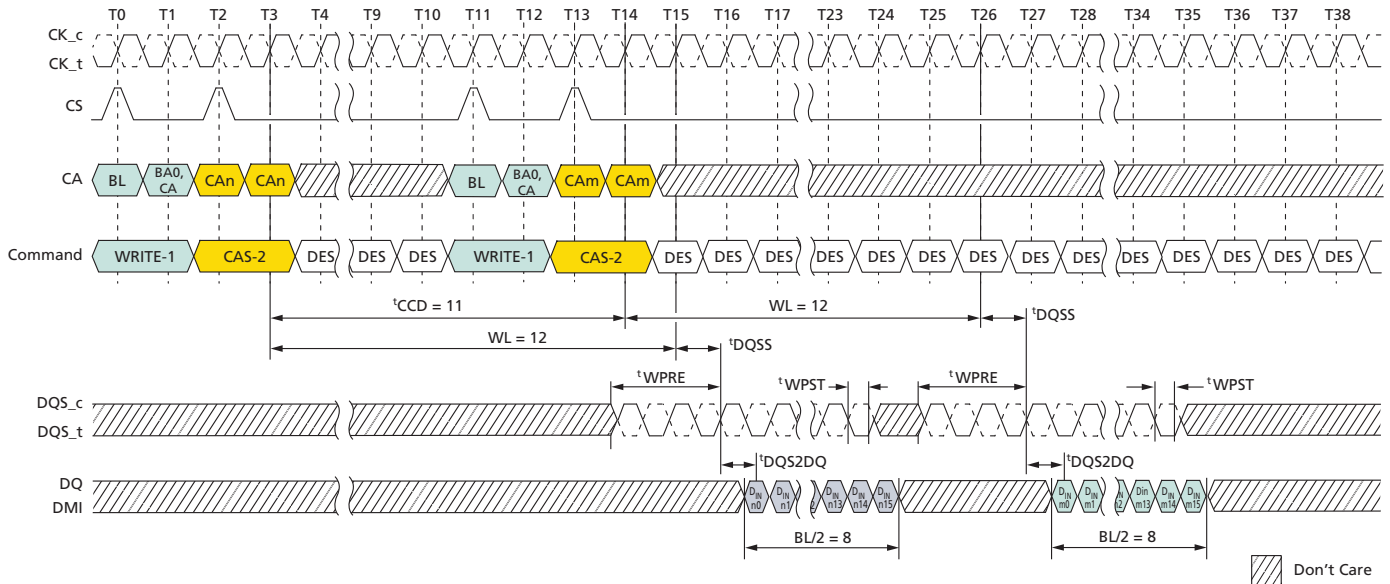 T0 T1 T2 T3 T4 T9 T10 T11 T12 T13 T14 T15 T16 T17 T23 T24 T25 T26 T27 T28 T34 T35 T36 T37 T38
CK_c
CK_t
CS
CA BL BA0, CA CAn CAn BL BA0, CA CAm CAm
Command WRITE-1 CAS-2 DES DES DES WRITE-1 CAS-2 DES DES DES DES DES DES DES DES DES DES DES DES DES DES
tCCD = 11 WL = 12 tDQSS
WL = 12 tDQSS
tWPRE tWPST tWPRE tWPST
DQS_c
DQS_t
tDQS2DQ tDQS2DQ
DQ DIN n0 DIN n1 DIN n13 DIN n14 DIN n15 DIN m0 DIN m1 Din m13 DIN m14 DIN m15
DMI
BL/2 = 8 BL/2 = 8
Don't Care